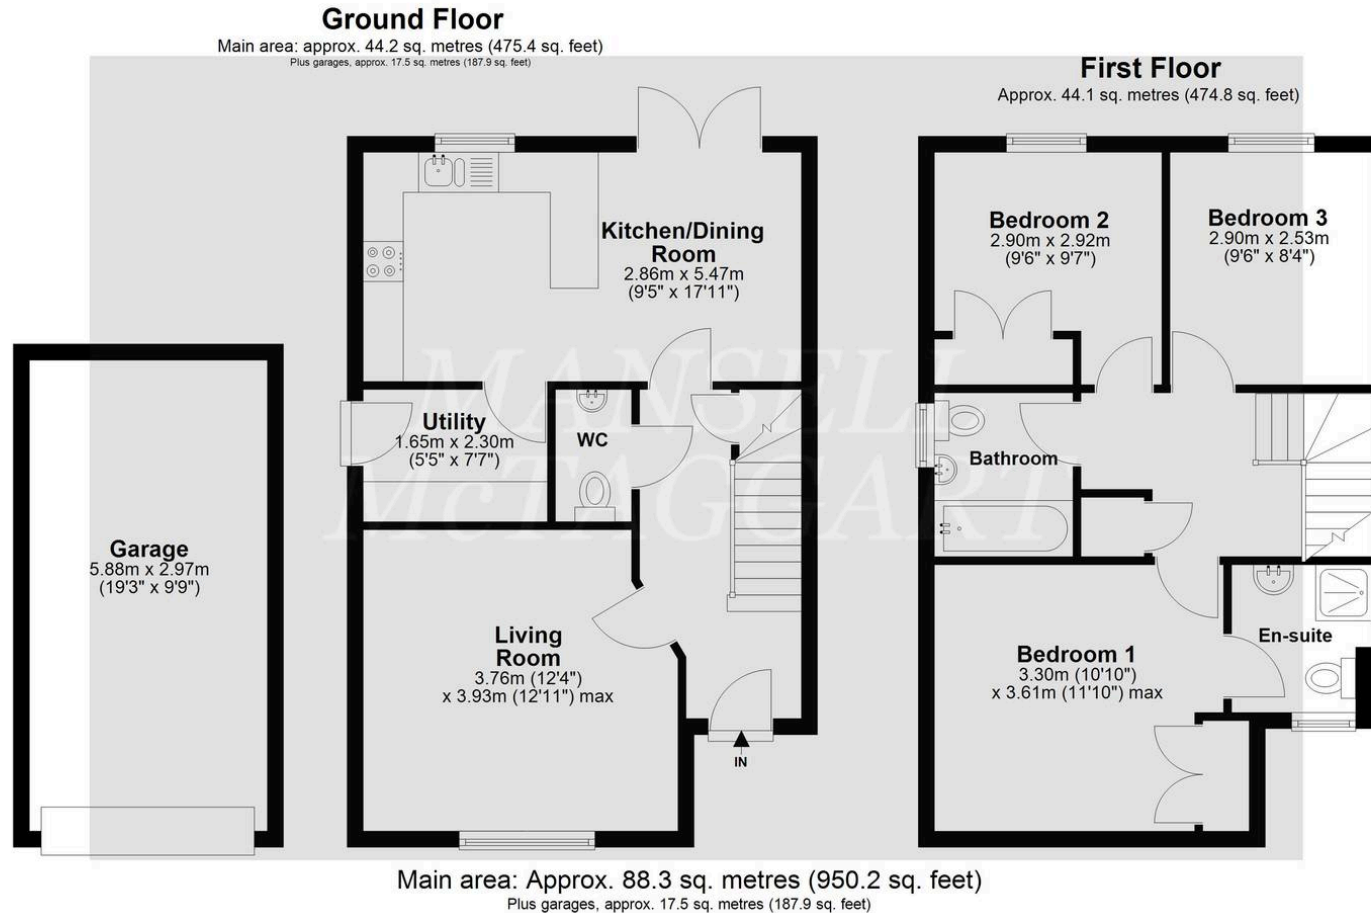 Ground Floor
Main area: approx. 44.2 sq. metres (475.4 sq. feet)
Plus garages, approx. 17.5 sq. metres (187.9 sq. feet)
First Floor
Approx. 44.1 sq. metres (474.8 sq. feet)
Kitchen/Dining
Room
2.86m x 5.47m
(9'5" x 17'11")
Bedroom 2
2.90m x 2.92m
(9'6" x 9'7")
Bedroom 3
2.90m x 2.53m
(9'6" x 8'4")
Utility
1.65m x 2.30m
(5'5" x 7'7")
WC
Bathroom
Garage
5.88m x 2.97m
(19'3" x 9'9")
Living
Room
3.76m (12'4")
x 3.93m (12'11") max
IN
Bedroom 1
3.30m (10'10")
x 3.61m (11'10") max
En-suite
MANSELL
McTAGGART
Main area: Approx. 88.3 sq. metres (950.2 sq. feet)
Plus garages, approx. 17.5 sq. metres (187.9 sq. feet)